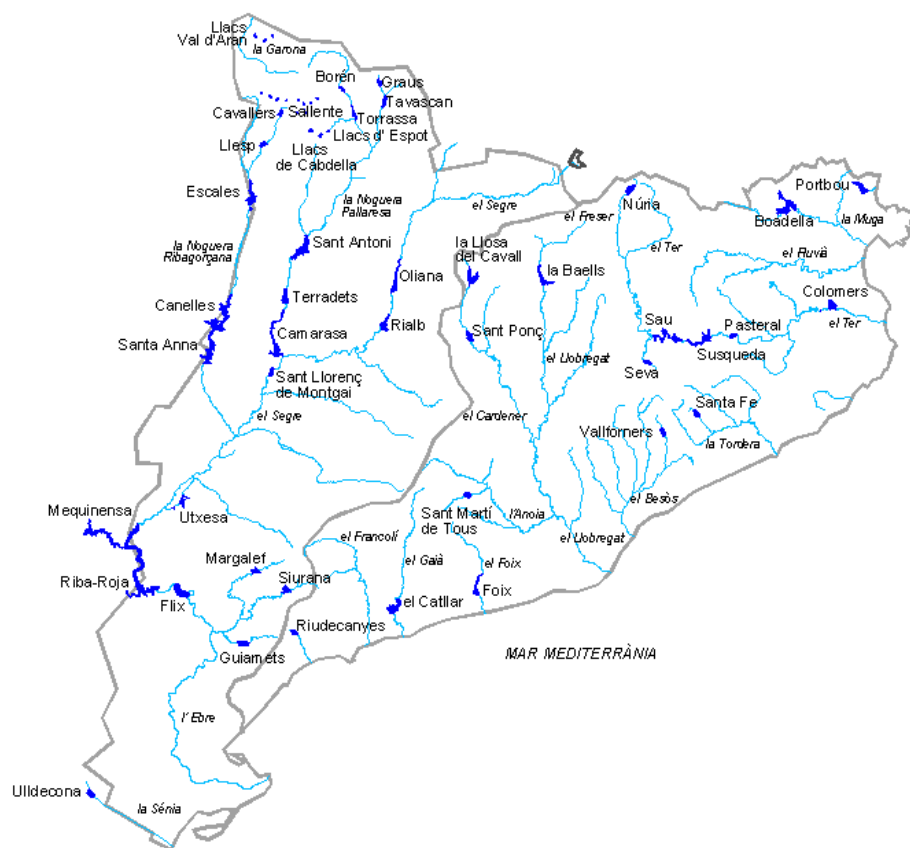 Llacs
Val d'Aran
la Garona
Borén
Graus
Tavascan
Cavallers
Sallente
Torrassa
Llesp
Llacs
de Cabdella
Llacs d' Espot
Escales
la Noguera
Pallaresa
el Segre
la Noguera
Ribagorçana
Sant Antoni
Oliana
Canelles
Terradets
Santa Anna
Camarasa
Rialb
Sant Llorenç
de Montgai
el Segre
la Llosa
del Cavall
el Freser
Núria
el Ter
la Baells
Sant Ponç
el Llobregat
el Cardener
Portbou
Boadella
la Muga
el Fluvià
Colomers
el Ter
Sau
Pasteral
Susqueda
Seva
Santa Fe
Vallforners
la Tordera
el Besòs
Mequinensa
Utxesa
Sant Martí
de Tous
l'Anoia
el Llobregat
el Francolí
el Gaià
el Foix
Margalef
Siurana
Riba-Roja
Flix
el Catllar
Foix
Riudecanyes
Guiamets
MAR MEDITERRÀNIA
l' Ebre
Ulldecona
la Sénia